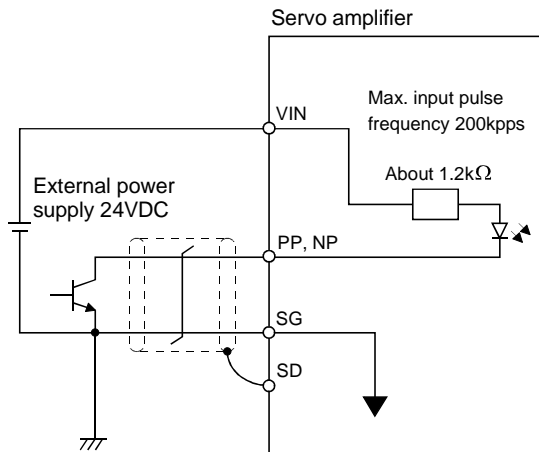 Servo amplifier
VIN
Max. input pulse
frequency 200kpps
About 1.2kΩ
External power
supply 24VDC
PP, NP
SG
SD